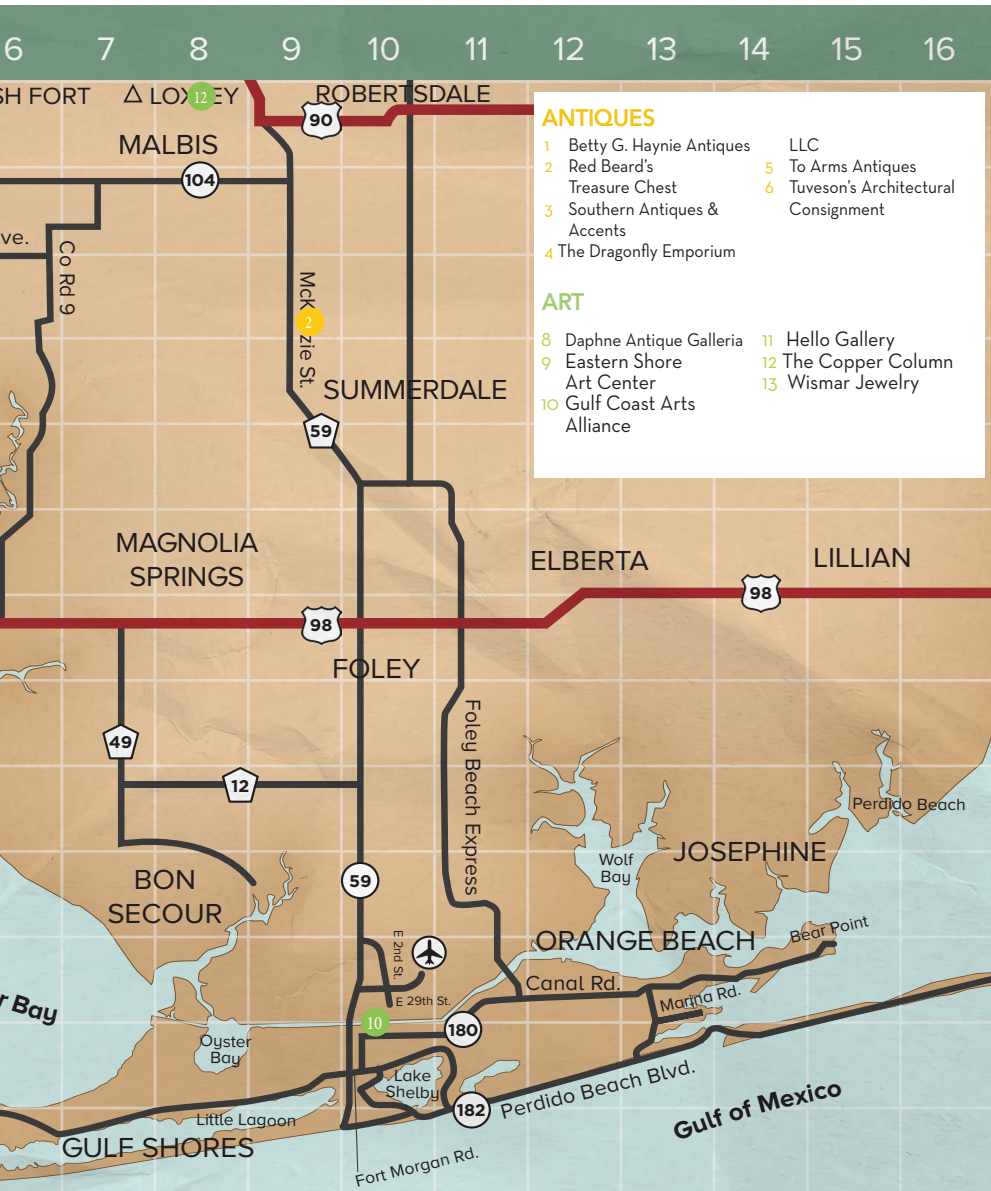 6 7 8 9 10 11 12 13 14 15 16
SH FORT
LOX EY
12
ROBERTSDALE
90
MALBIS
104
ve.
Co Rd 9
McK zie St.
2
SUMMERDALE
59
ANTIQUES
1 Betty G. Haynie Antiques
2 Red Beard's
Treasure Chest
3 Southern Antiques &
Accents
4 The Dragonfly Emporium
LLC
5 To Arms Antiques
6 Tuveson's Architectural
Consignment
ART
8 Daphne Antique Galleria
9 Eastern Shore
Art Center
10 Gulf Coast Arts
Alliance
11 Hello Gallery
12 The Copper Column
13 Wismar Jewelry
MAGNOLIA
SPRINGS
ELBERTA
LILLIAN
98
98
FOLEY
Foley Beach Express
49
12
Perdido Beach
Wolf
Bay
JOSEPHINE
BON
SECOUR
59
E 2nd St.
ORANGE BEACH
Bear Point
Canal Rd.
Marina Rd.
E 29th St.
r Bay
10
180
Oyster
Bay
Lake
Shelby
182
Perdido Beach Blvd.
Little Lagoon
Gulf of Mexico
GULF SHORES
Fort Morgan Rd.